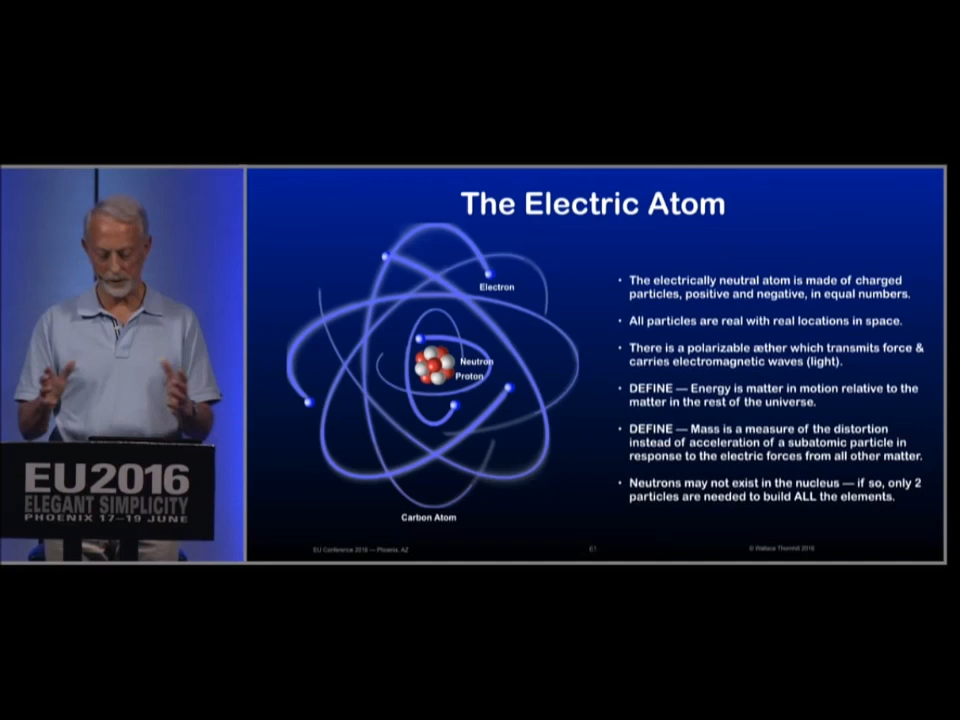 The Electric Atom
Electron
Neutron
Proton
Carbon Atom
• The electrically neutral atom is made of charged
particles, positive and negative, in equal numbers.
• All particles are real with real locations in space.
• There is a polarizable æther which transmits force &
carries electromagnetic waves (light).
• DEFINE — Energy is matter in motion relative to the
matter in the rest of the universe.
• DEFINE — Mass is a measure of the distortion
instead of acceleration of a subatomic particle in
response to the electric forces from all other matter.
• Neutrons may not exist in the nucleus — if so, only 2
particles are needed to build ALL the elements.
EU Conference 2016 — Phoenix, AZ
61
© Wallace Thornhill 2016
EU2016
ELEGANT SIMPLICITY
PHOENIX 17–19 JUNE